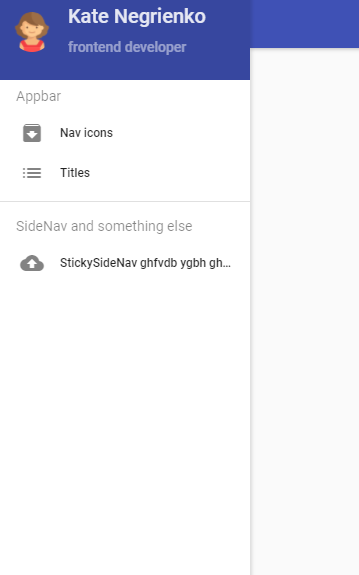 Kate Negrienko
frontend developer
Appbar
Nav icons
Titles
SideNav and something else
StickySideNav ghfvdb ygbh gh...